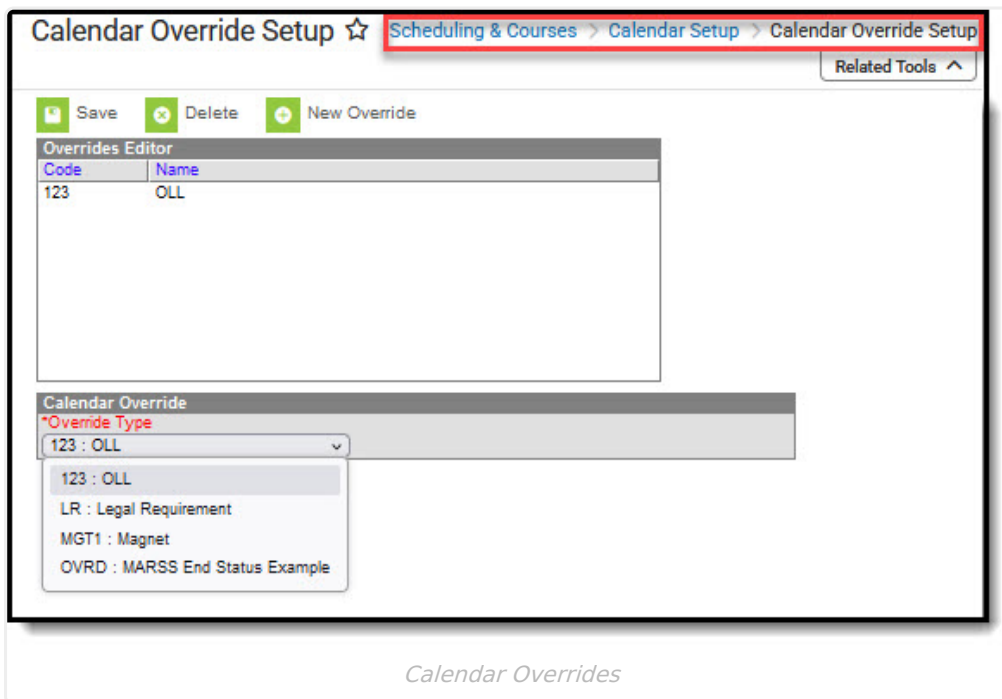 Calendar Override Setup ☆ Scheduling & Courses > Calendar Setup > Calendar Override Setup
Related Tools
Save Delete New Override
Overrides Editor
Code Name
123 OLL
Calendar Override
*Override Type
123 : OLL
123 : OLL
LR : Legal Requirement
MGT1 : Magnet
OVRD : MARSS End Status Example
Calendar Overrides